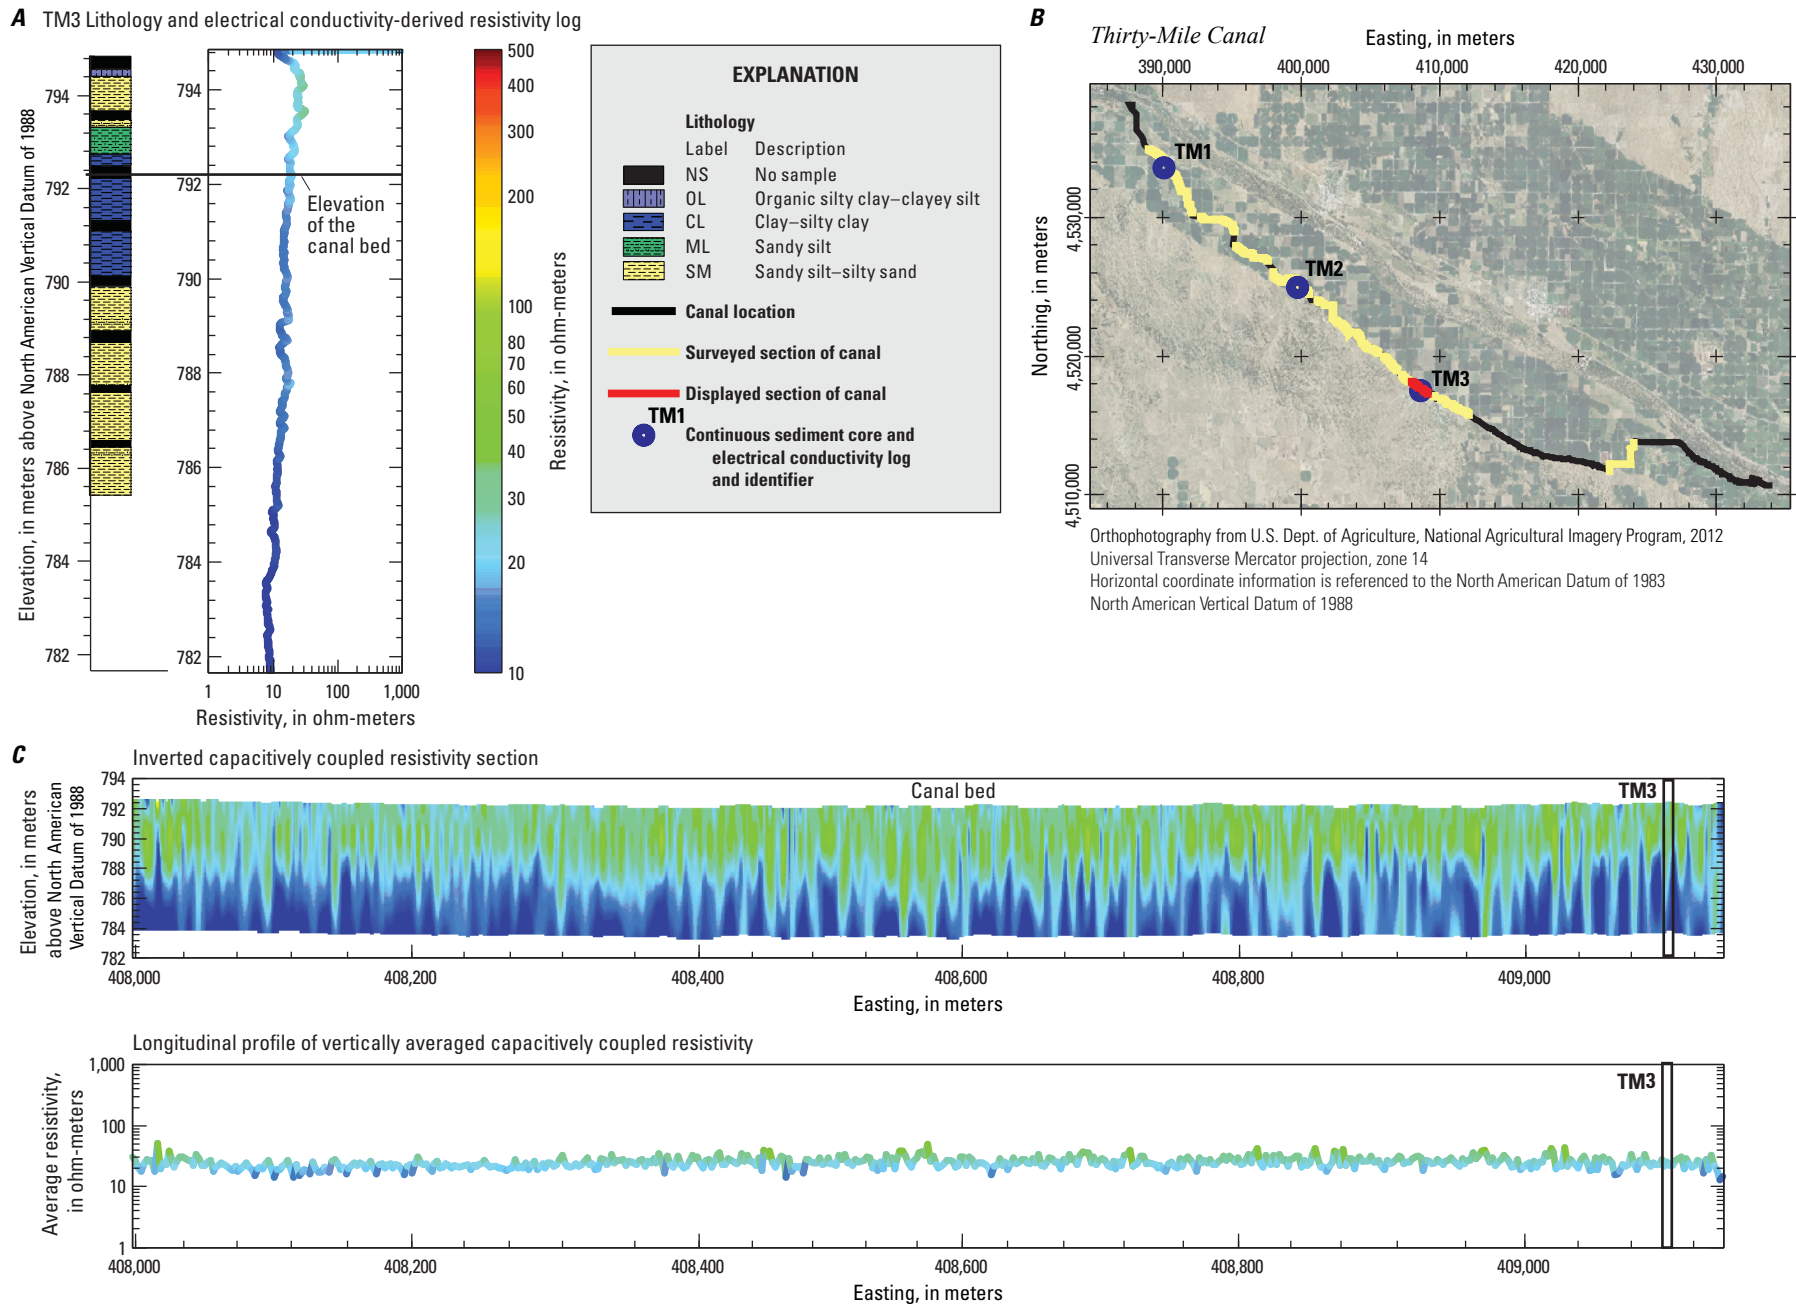 A TM3 Lithology and electrical conductivity-derived resistivity log
Elevation, in meters above North American Vertical Datum of 1988
794
792
790
788
786
784
782
794
792
790
788
786
784
782
Elevation
of the
canal bed
1 10 100 1,000
Resistivity, in ohm-meters
500
400
300
200
100
80
70
60
50
40
30
20
10
Resistivity, in ohm-meters
EXPLANATION
Lithology
Label Description
NS No sample
OL Organic silty clay–clayey silt
CL Clay–silty clay
ML Sandy silt
SM Sandy silt–silty sand
Canal location
Surveyed section of canal
Displayed section of canal
TM1
Continuous sediment core and
electrical conductivity log
and identifier
B
Thirty-Mile Canal
Easting, in meters
390,000 400,000 410,000 420,000 430,000
Northing, in meters
4,530,000
4,520,000
4,510,000
TM1
TM2
TM3
Orthophotography from U.S. Dept. of Agriculture, National Agricultural Imagery Program, 2012
Universal Transverse Mercator projection, zone 14
Horizontal coordinate information is referenced to the North American Datum of 1983
North American Vertical Datum of 1988
C Inverted capacitively coupled resistivity section
Elevation, in meters
above North American
Vertical Datum of 1988
794
792
790
788
786
784
782
Canal bed
TM3
408,000 408,200 408,400 408,600 408,800 409,000
Easting, in meters
Longitudinal profile of vertically averaged capacitively coupled resistivity
Average resistivity,
in ohm-meters
1,000
100
10
1
TM3
408,000 408,200 408,400 408,600 408,800 409,000
Easting, in meters